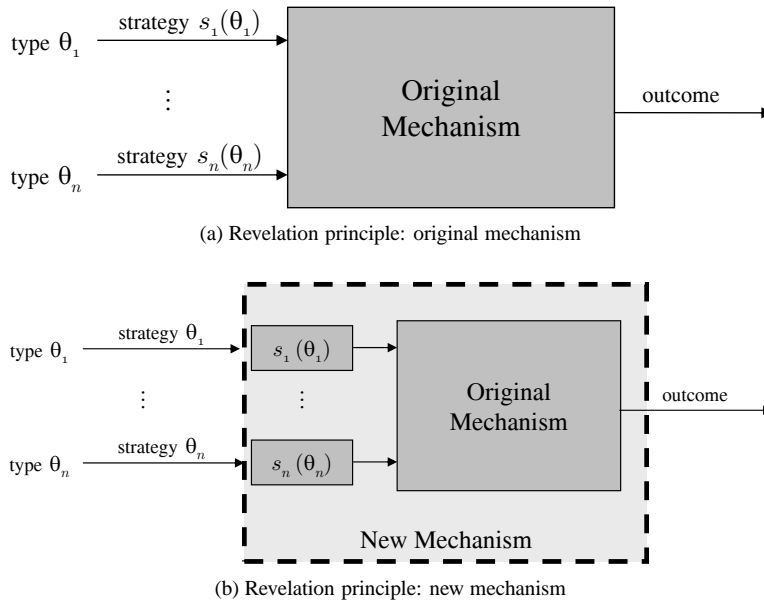 strategy s₁(θ₁)
type θ₁
⋮
Original
Mechanism
outcome
strategy sₙ(θₙ)
type θₙ
(a) Revelation principle: original mechanism
strategy θ₁
type θ₁
s₁(θ₁)
⋮
⋮
Original
Mechanism
outcome
strategy θₙ
type θₙ
sₙ(θₙ)
New Mechanism
(b) Revelation principle: new mechanism